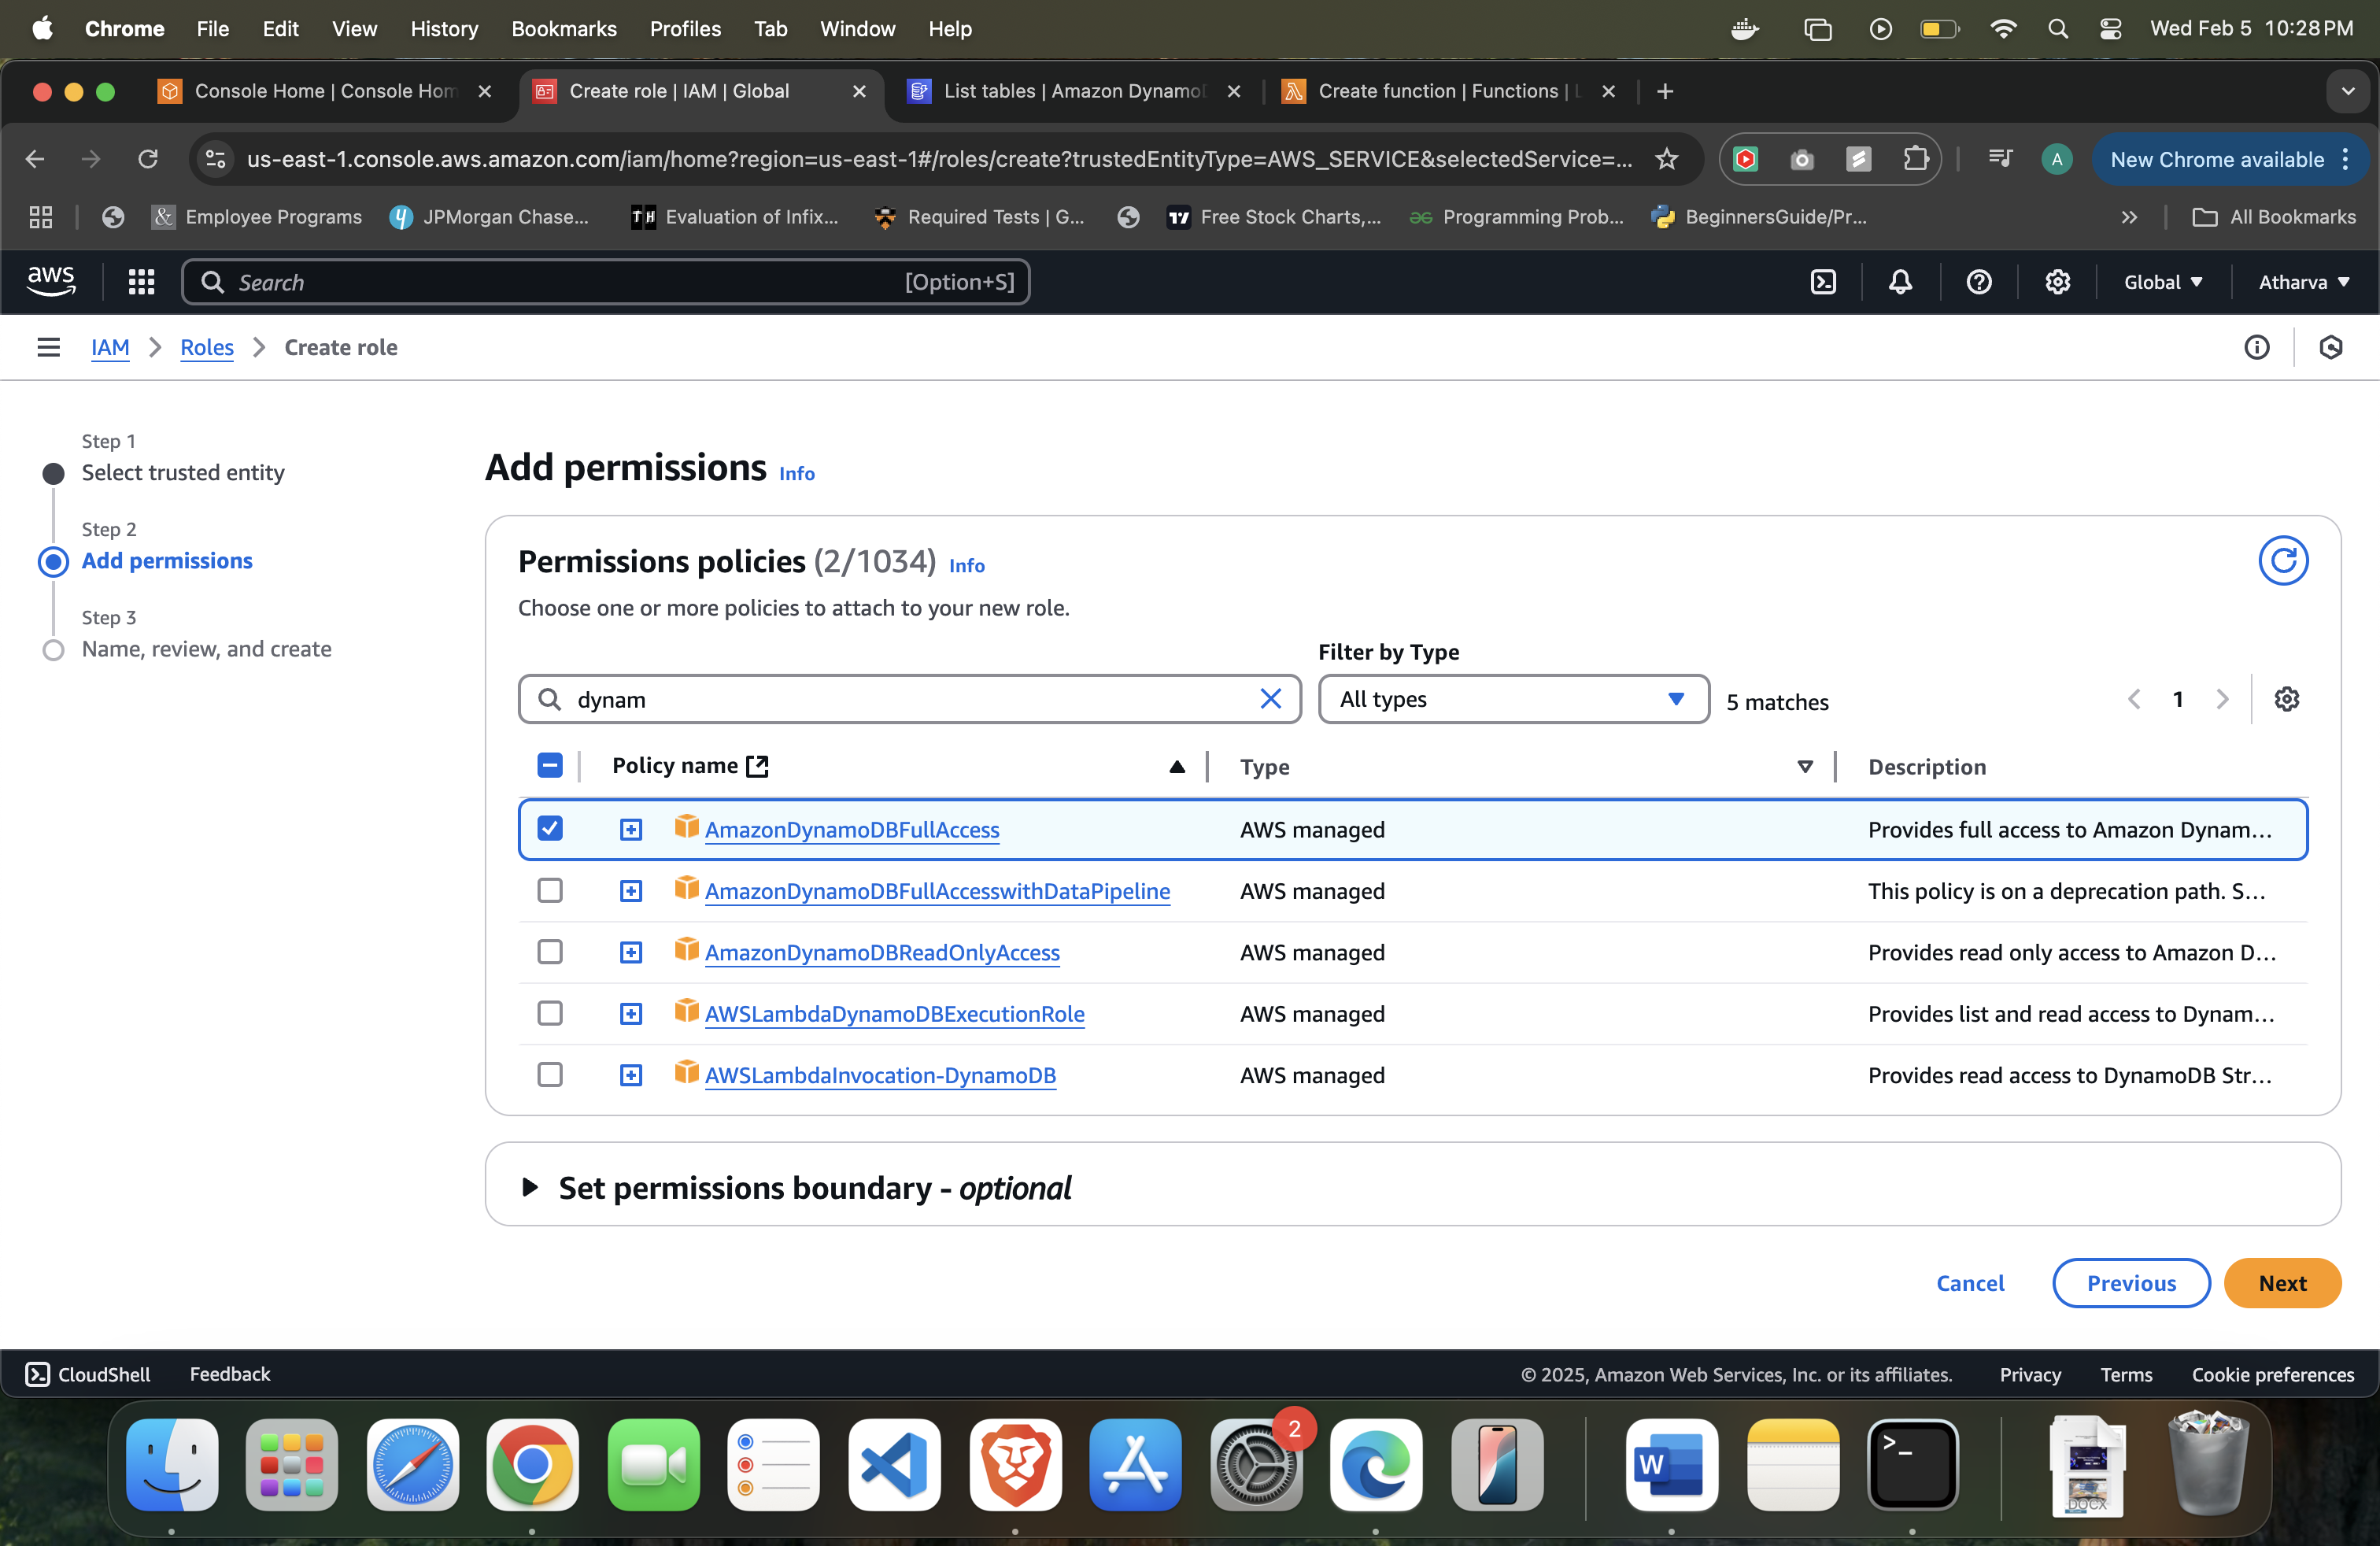 Chrome File Edit View History Bookmarks Profiles Tab Window Help Wed Feb 5 10:28 PM
Console Home | Console Hom
Create role | IAM | Global
List tables | Amazon Dynamo
Create function | Functions | L
us-east-1.console.aws.amazon.com/iam/home?region=us-east-1#/roles/create?trustedEntityType=AWS_SERVICE&selectedService=...
A
New Chrome available
Employee Programs
JPMorgan Chase...
TH
Evaluation of Infix...
Required Tests | G...
Free Stock Charts,...
Programming Prob...
BeginnersGuide/Pr...
All Bookmarks
aws
Search
[Option+S]
Global
Atharva
IAM
Roles
Create role
Step 1
Select trusted entity
Step 2
Add permissions
Step 3
Name, review, and create
Add permissions Info
Permissions policies (2/1034) Info
Choose one or more policies to attach to your new role.
Filter by Type
dynam
All types
5 matches
1
Policy name
Type
Description
AmazonDynamoDBFullAccess AWS managed Provides full access to Amazon Dynam...
AmazonDynamoDBFullAccesswithDataPipeline AWS managed This policy is on a deprecation path. S...
AmazonDynamoDBReadOnlyAccess AWS managed Provides read only access to Amazon D...
AWSLambdaDynamoDBExecutionRole AWS managed Provides list and read access to Dynam...
AWSLambdaInvocation-DynamoDB AWS managed Provides read access to DynamoDB Str...
Set permissions boundary - optional
Cancel
Previous
Next
CloudShell
Feedback
© 2025, Amazon Web Services, Inc. or its affiliates.
Privacy
Terms
Cookie preferences
2
W
DOCX